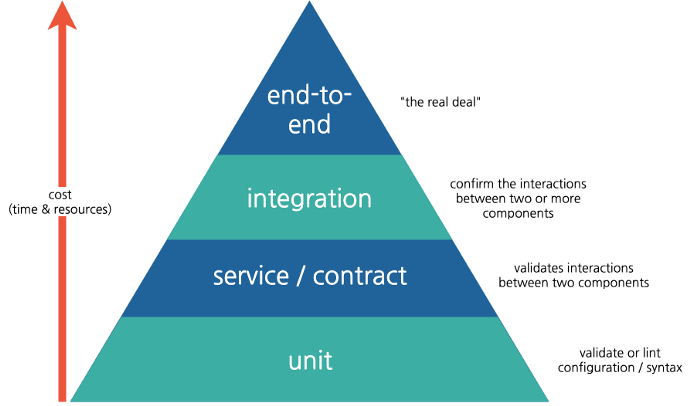 end-to-
end
"the real deal"
integration
confirm the interactions
between two or more
components
cost
(time & resources)
service / contract
validates interactions
between two components
unit
validate or lint
configuration / syntax